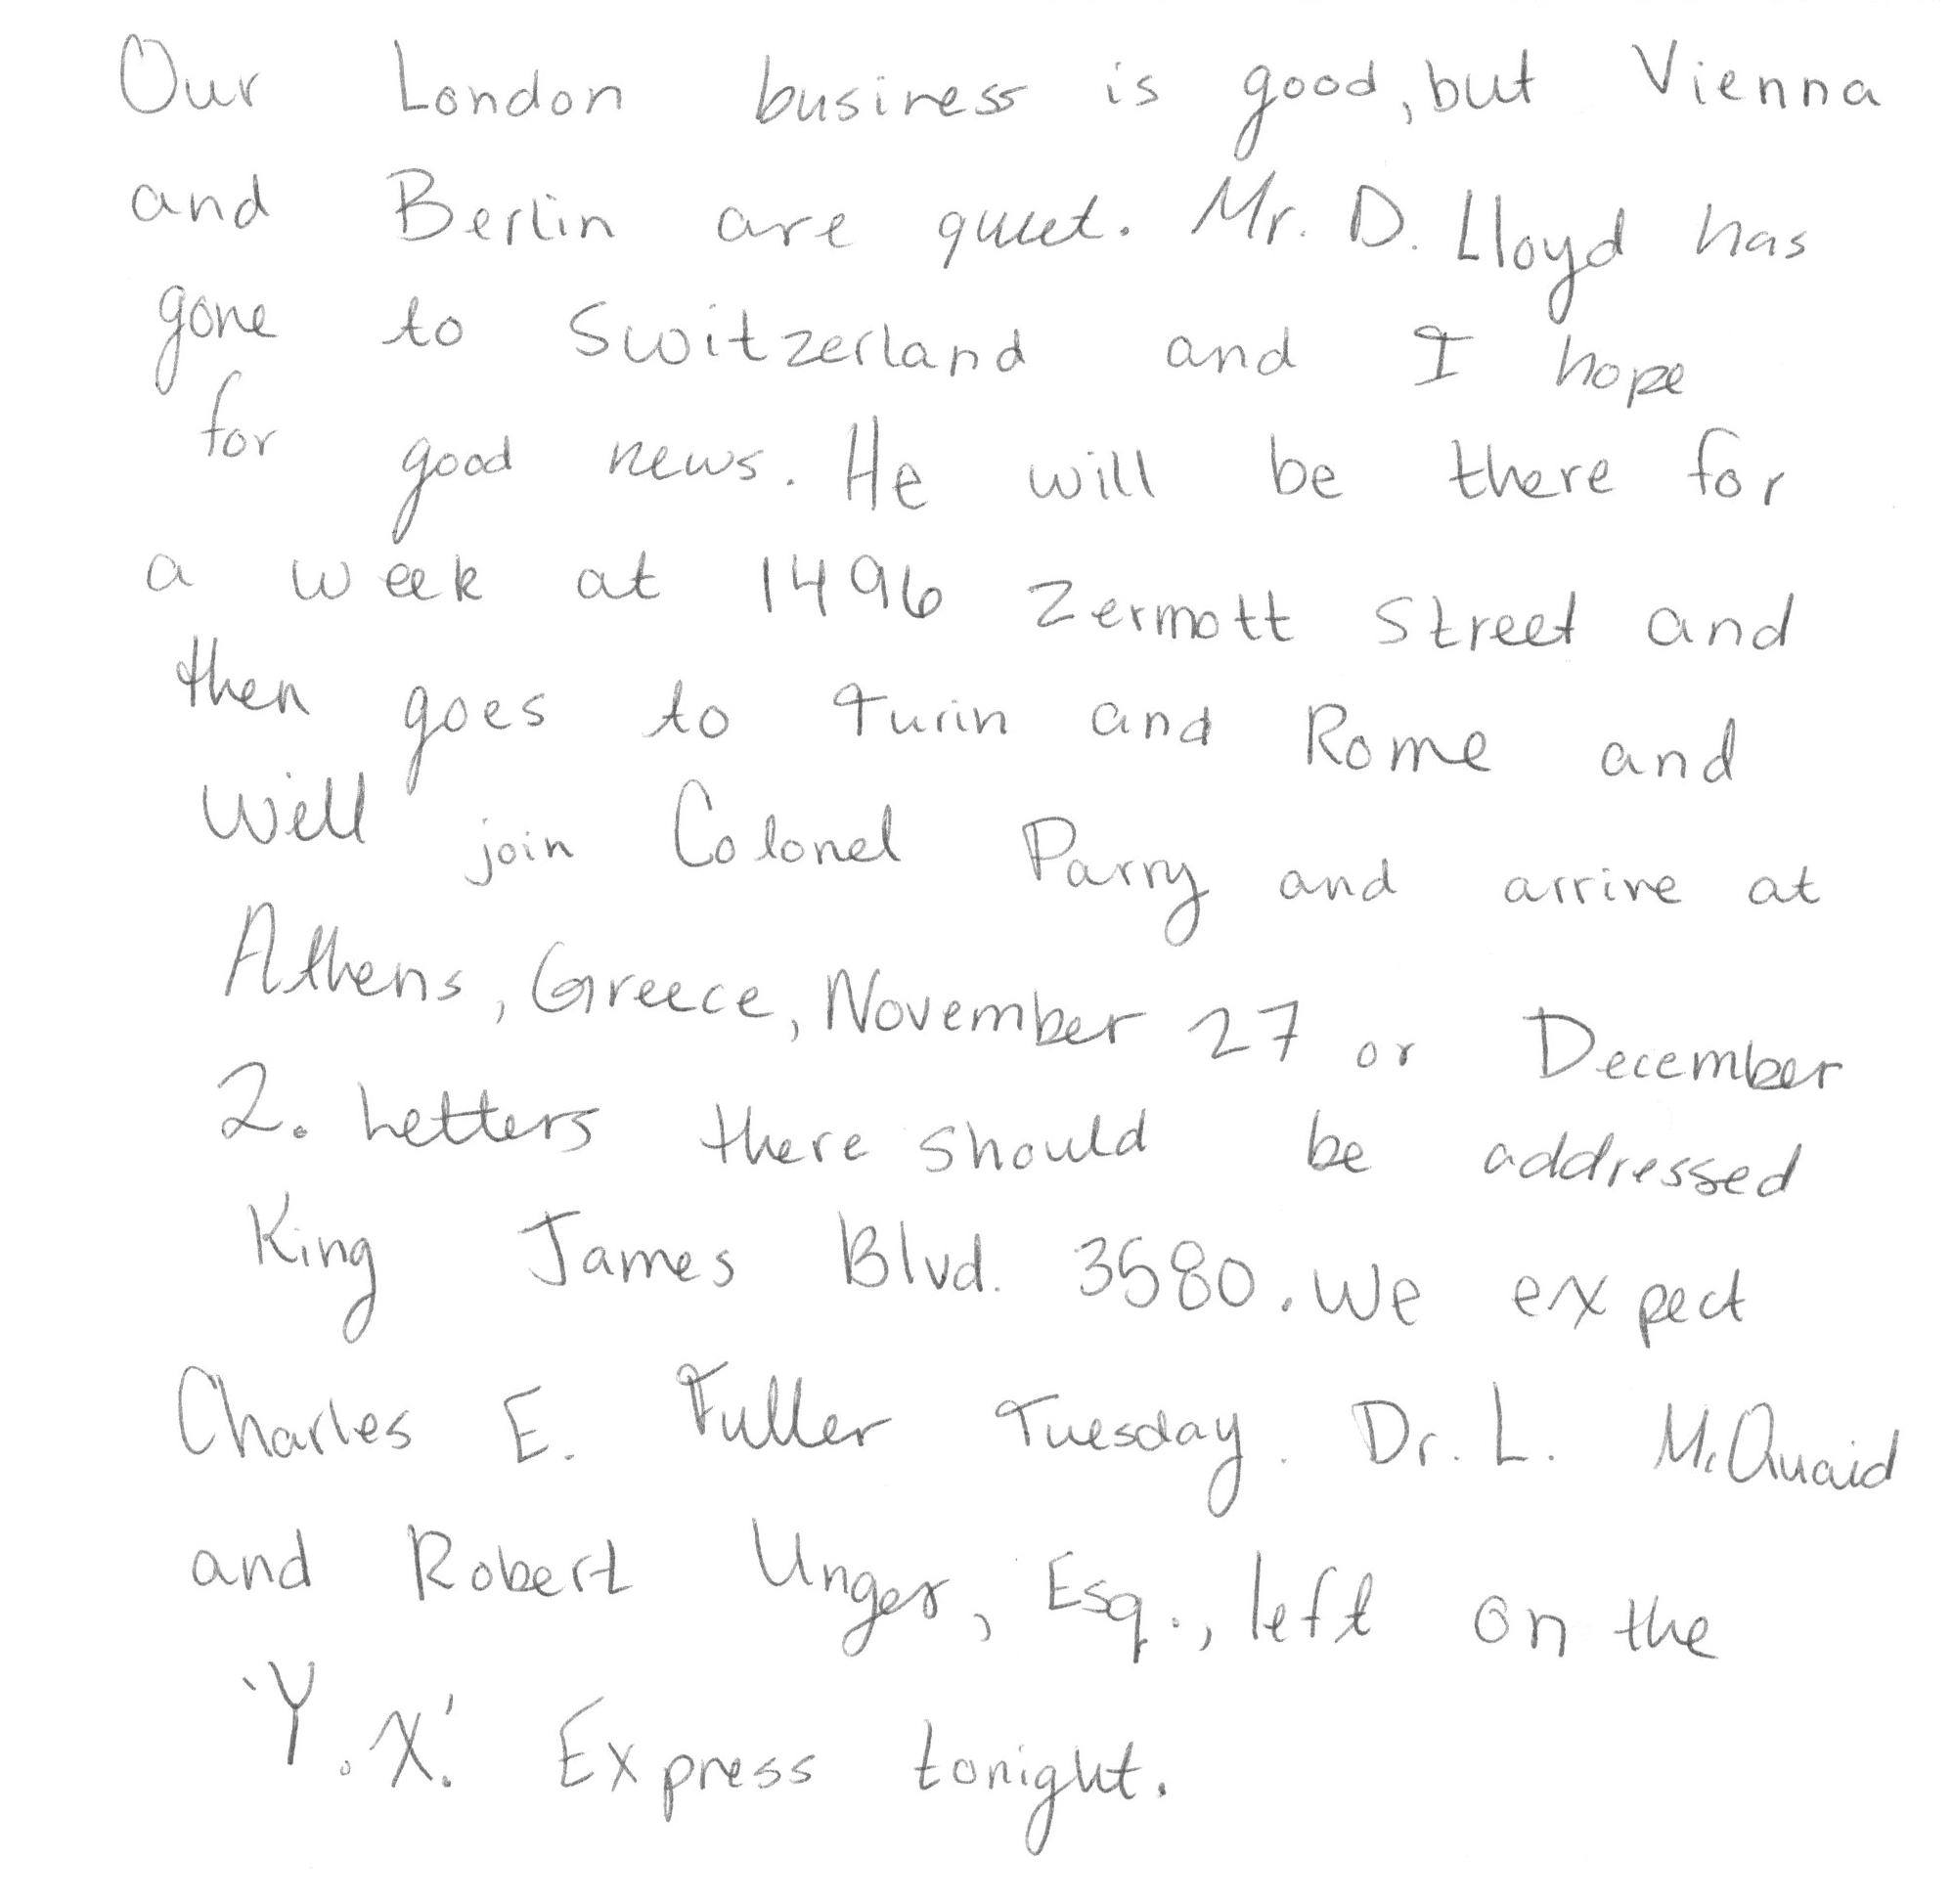 Our London business is good, but Vienna
and Berlin are quiet. Mr. D. Lloyd has
gone to Switzerland and I hope
for good news. He will be there for
a week at 1496 Zermott Street and
then goes to Turin and Rome and
will join Colonel Parry and arrive at
Athens, Greece, November 27 or December
2. Letters there should be addressed
King James Blvd. 3580. We expect
Charles E. Fuller Tuesday. Dr. L. McQuaid
and Robert Unger, Esq., left on the
'Y.X.' Express tonight.